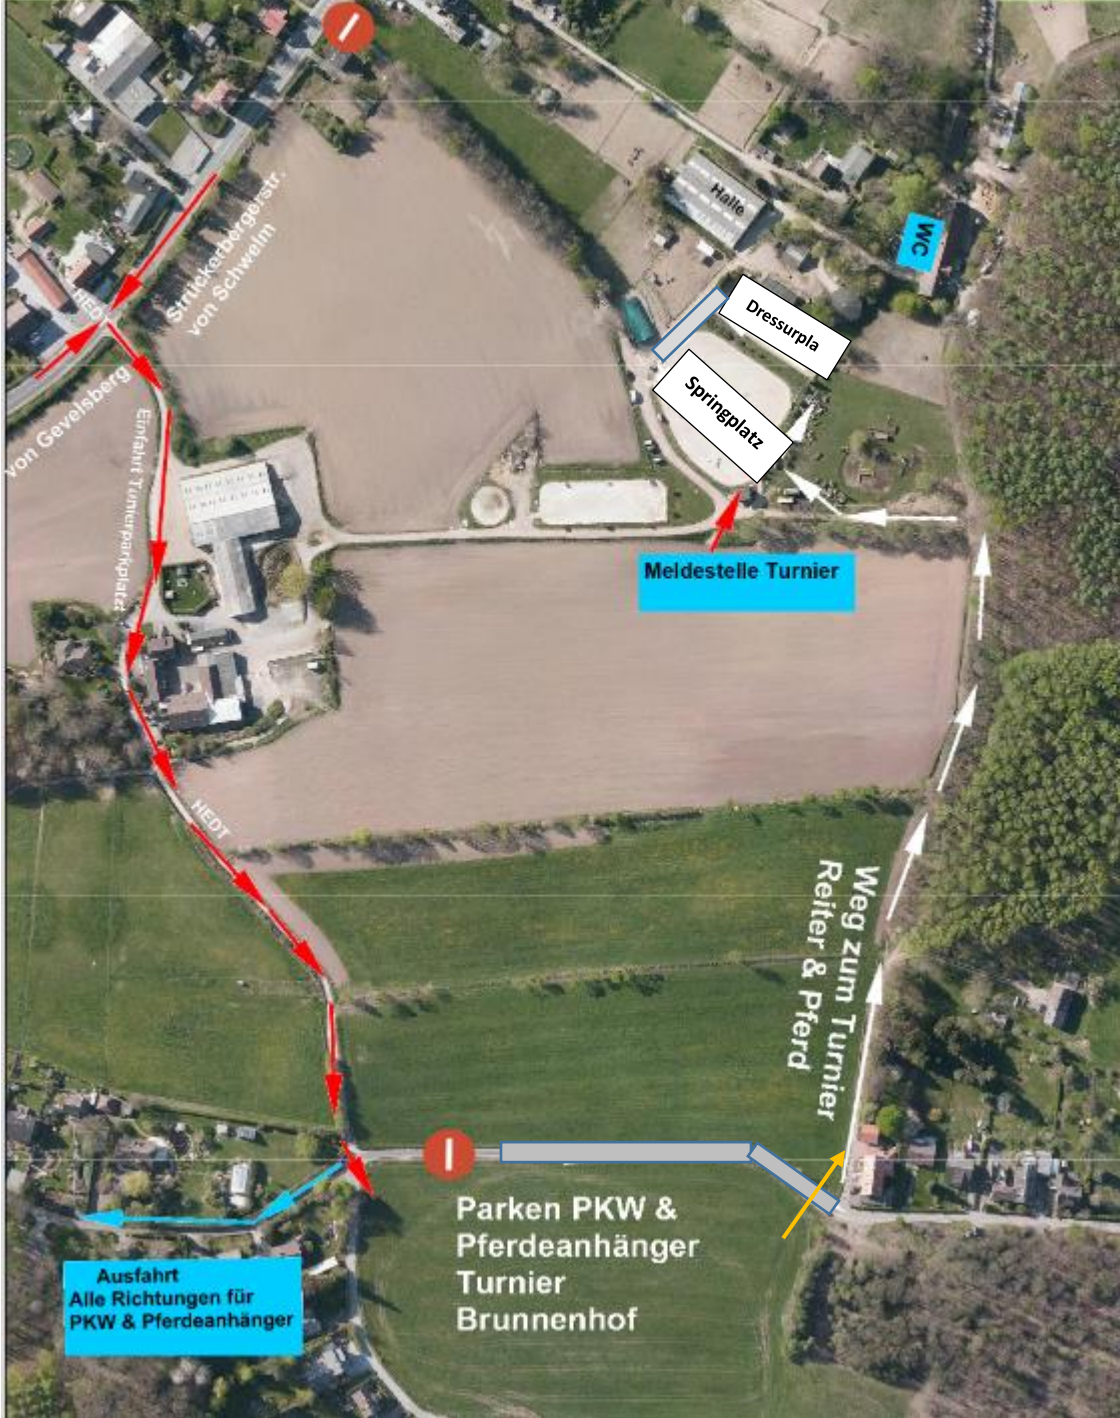 Halle
WC
Strückerbergerstr.
von Schwelm
HEDT
Dressurpla
Springplatz
von Gevelsberg
Einfahrt Turnierparkplatz
Meldestelle Turnier
HEDT
Weg zum Turnier
Reiter & Pferd
Parken PKW &
Pferdeanhänger
Turnier
Brunnenhof
Ausfahrt
Alle Richtungen für
PKW & Pferdeanhänger